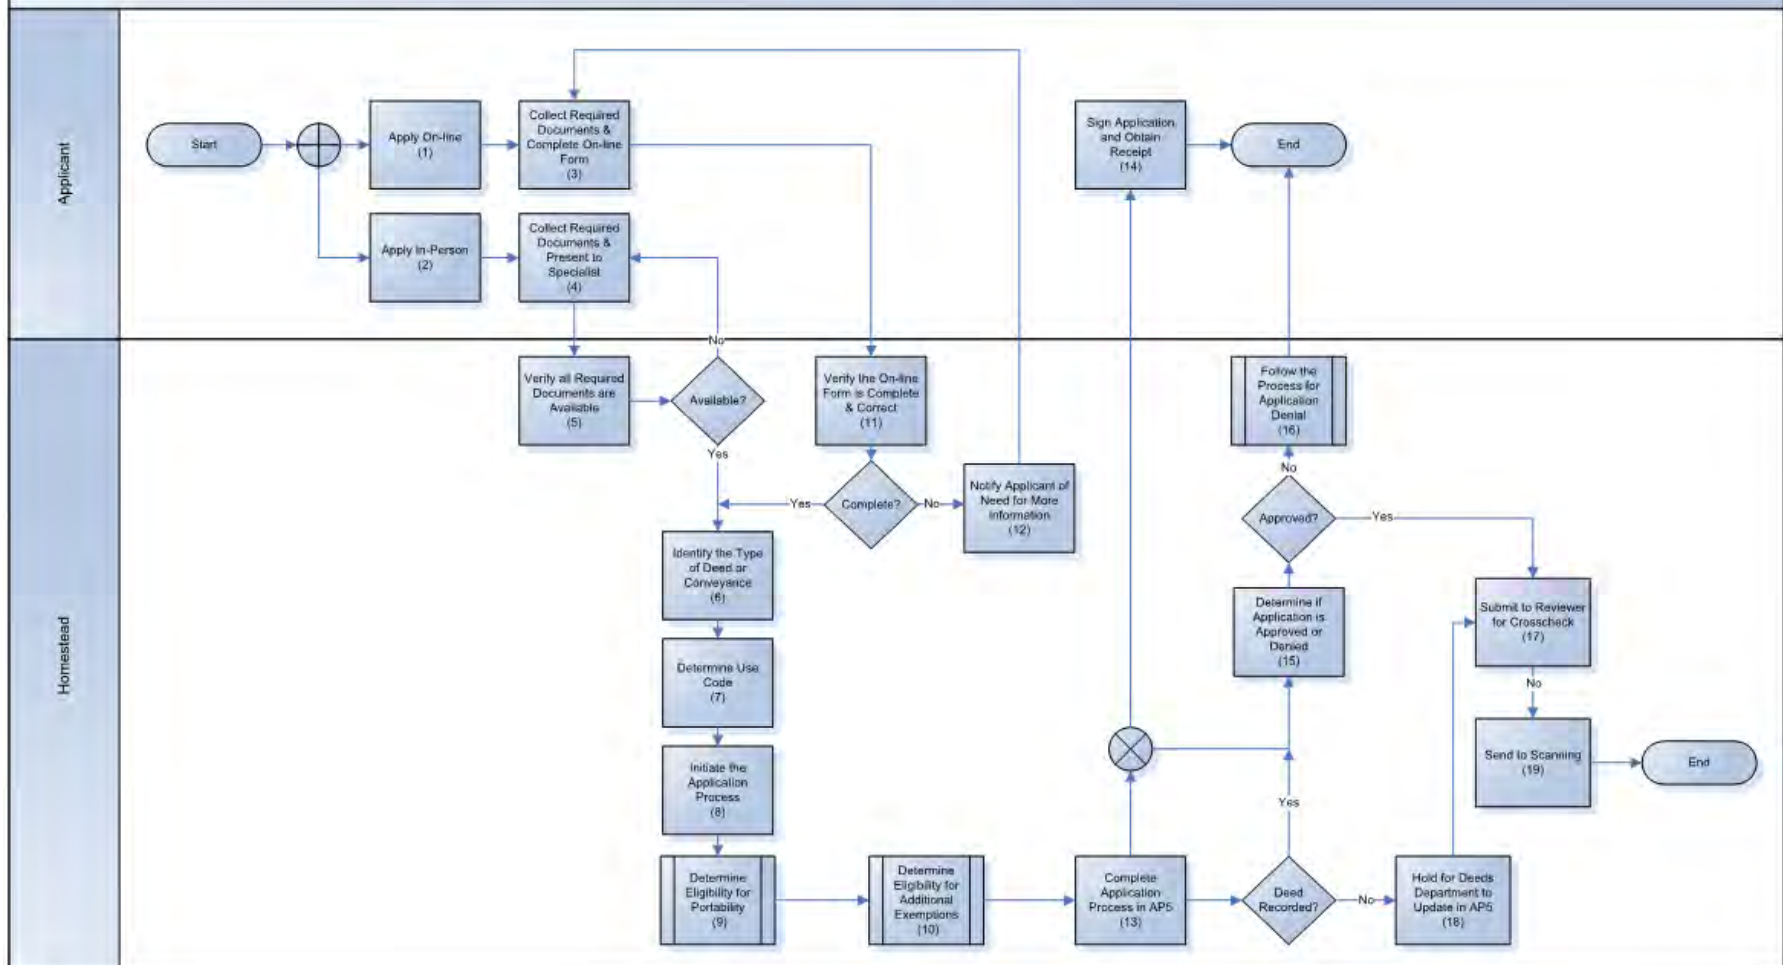 Applicant
Start
Apply On-line
(1)
Collect Required
Documents &
Complete On-line
Form
(3)
Sign Application
and Obtain
Receipt
(14)
End
Apply In-Person
(2)
Collect Required
Documents &
Present to
Specialist
(4)
Homestead
No
Verify all Required
Documents are
Available
(5)
Available?
Yes
Verify the On-line
Form is Complete
& Correct
(11)
Follow the
Process for
Application
Denial
(16)
No
Yes
Complete?
No
Notify Applicant of
Need for More
Information
(12)
Approved?
Yes
Identify the Type
of Deed or
Conveyance
(6)
Determine if
Application is
Approved or
Denied
(15)
Submit to Reviewer
for Crosscheck
(17)
No
Determine Use
Code
(7)
Send to Scanning
(19)
End
Initiate the
Application
Process
(8)
Yes
Determine
Eligibility for
Portability
(9)
Determine
Eligibility for
Additional
Exemptions
(10)
Complete
Application
Process in AP5
(13)
Deed
Recorded?
No
Hold for Deeds
Department to
Update in AP5
(18)